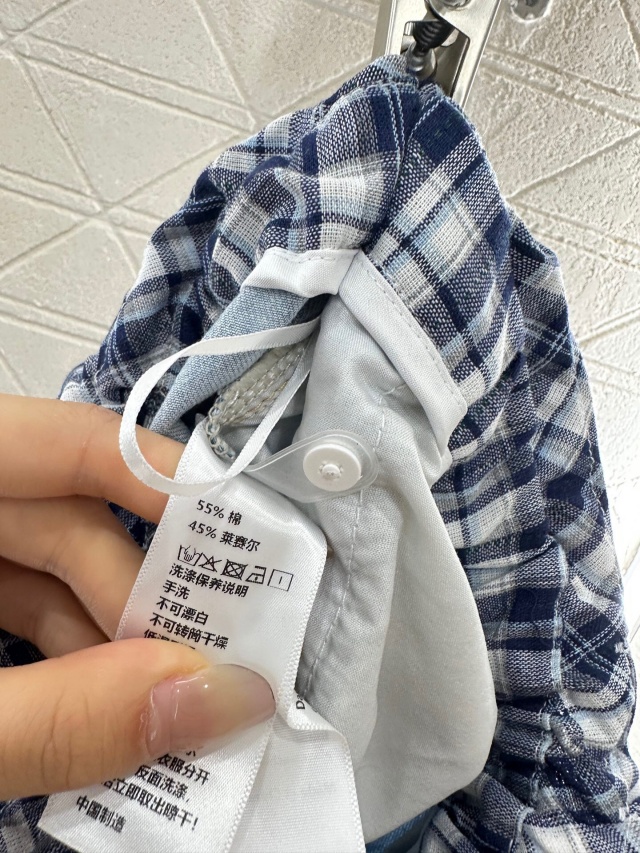 55% 棉
45% 莱赛尔
洗涤保养说明
手洗
不可漂白
不可转筒干燥
衣服分开
反面洗涤,
立即取出晾干!
中国制造